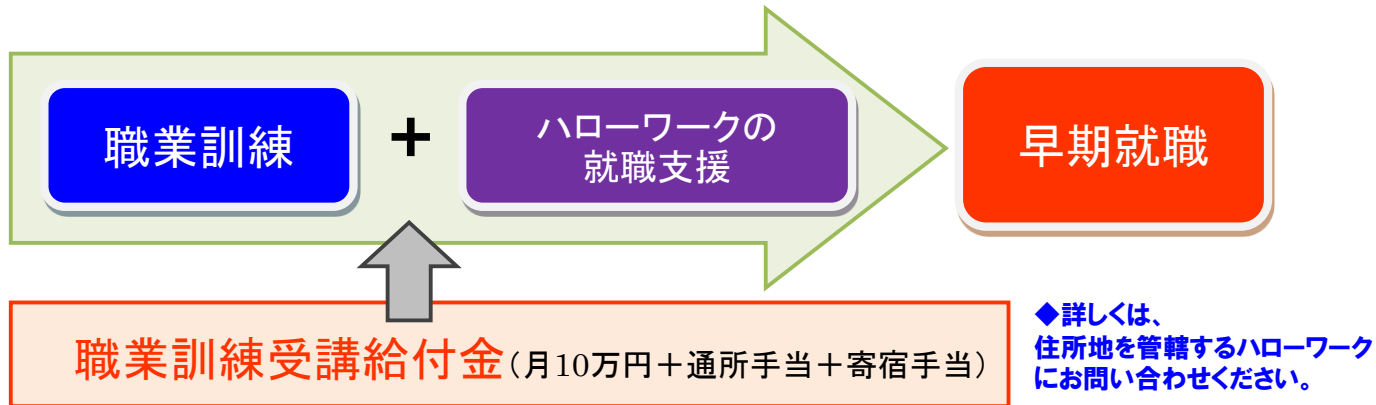 職業訓練
+
ハローワークの
就職支援
早期就職
職業訓練受講給付金(月10万円+通所手当+寄宿手当)
◆詳しくは、
住所地を管轄するハローワーク
にお問い合わせください。